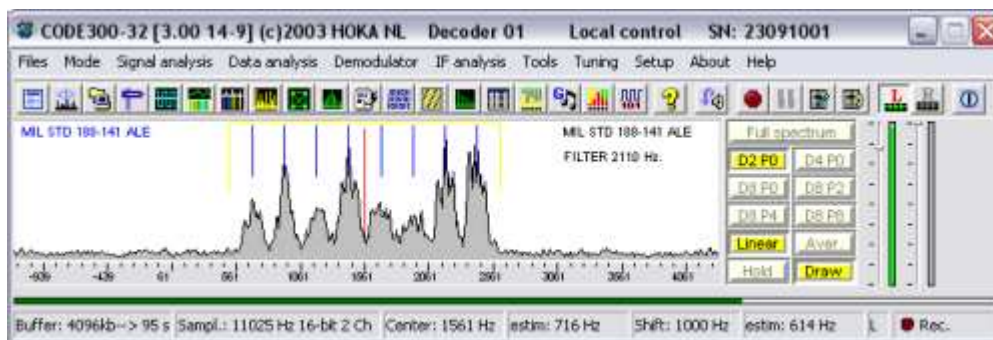 CODE300-32 [3.00 14-9] (c)2003 HOKA NL Decoder 01 Local control SN: 23091001
Files Mode Signal analysis Data analysis Demodulator IF analysis Tools Tuning Setup About Help
MIL STD 188-141 ALE
MIL STD 188-141 ALE
FILTER 2110 Hz.
Full spectrum
D2 P0 D4 P0
D8 P0 D8 P2
D8 P4 D8 P8
Linear Aver.
Hold Draw
-939 -439 61 561 1061 1561 2061 2561 3061 3561 4061
Buffer: 4096kb--> 95 s Sampl.: 11025 Hz 16-bit 2 Ch Center: 1561 Hz estim: 716 Hz Shift: 1000 Hz estim: 614 Hz L Rec.